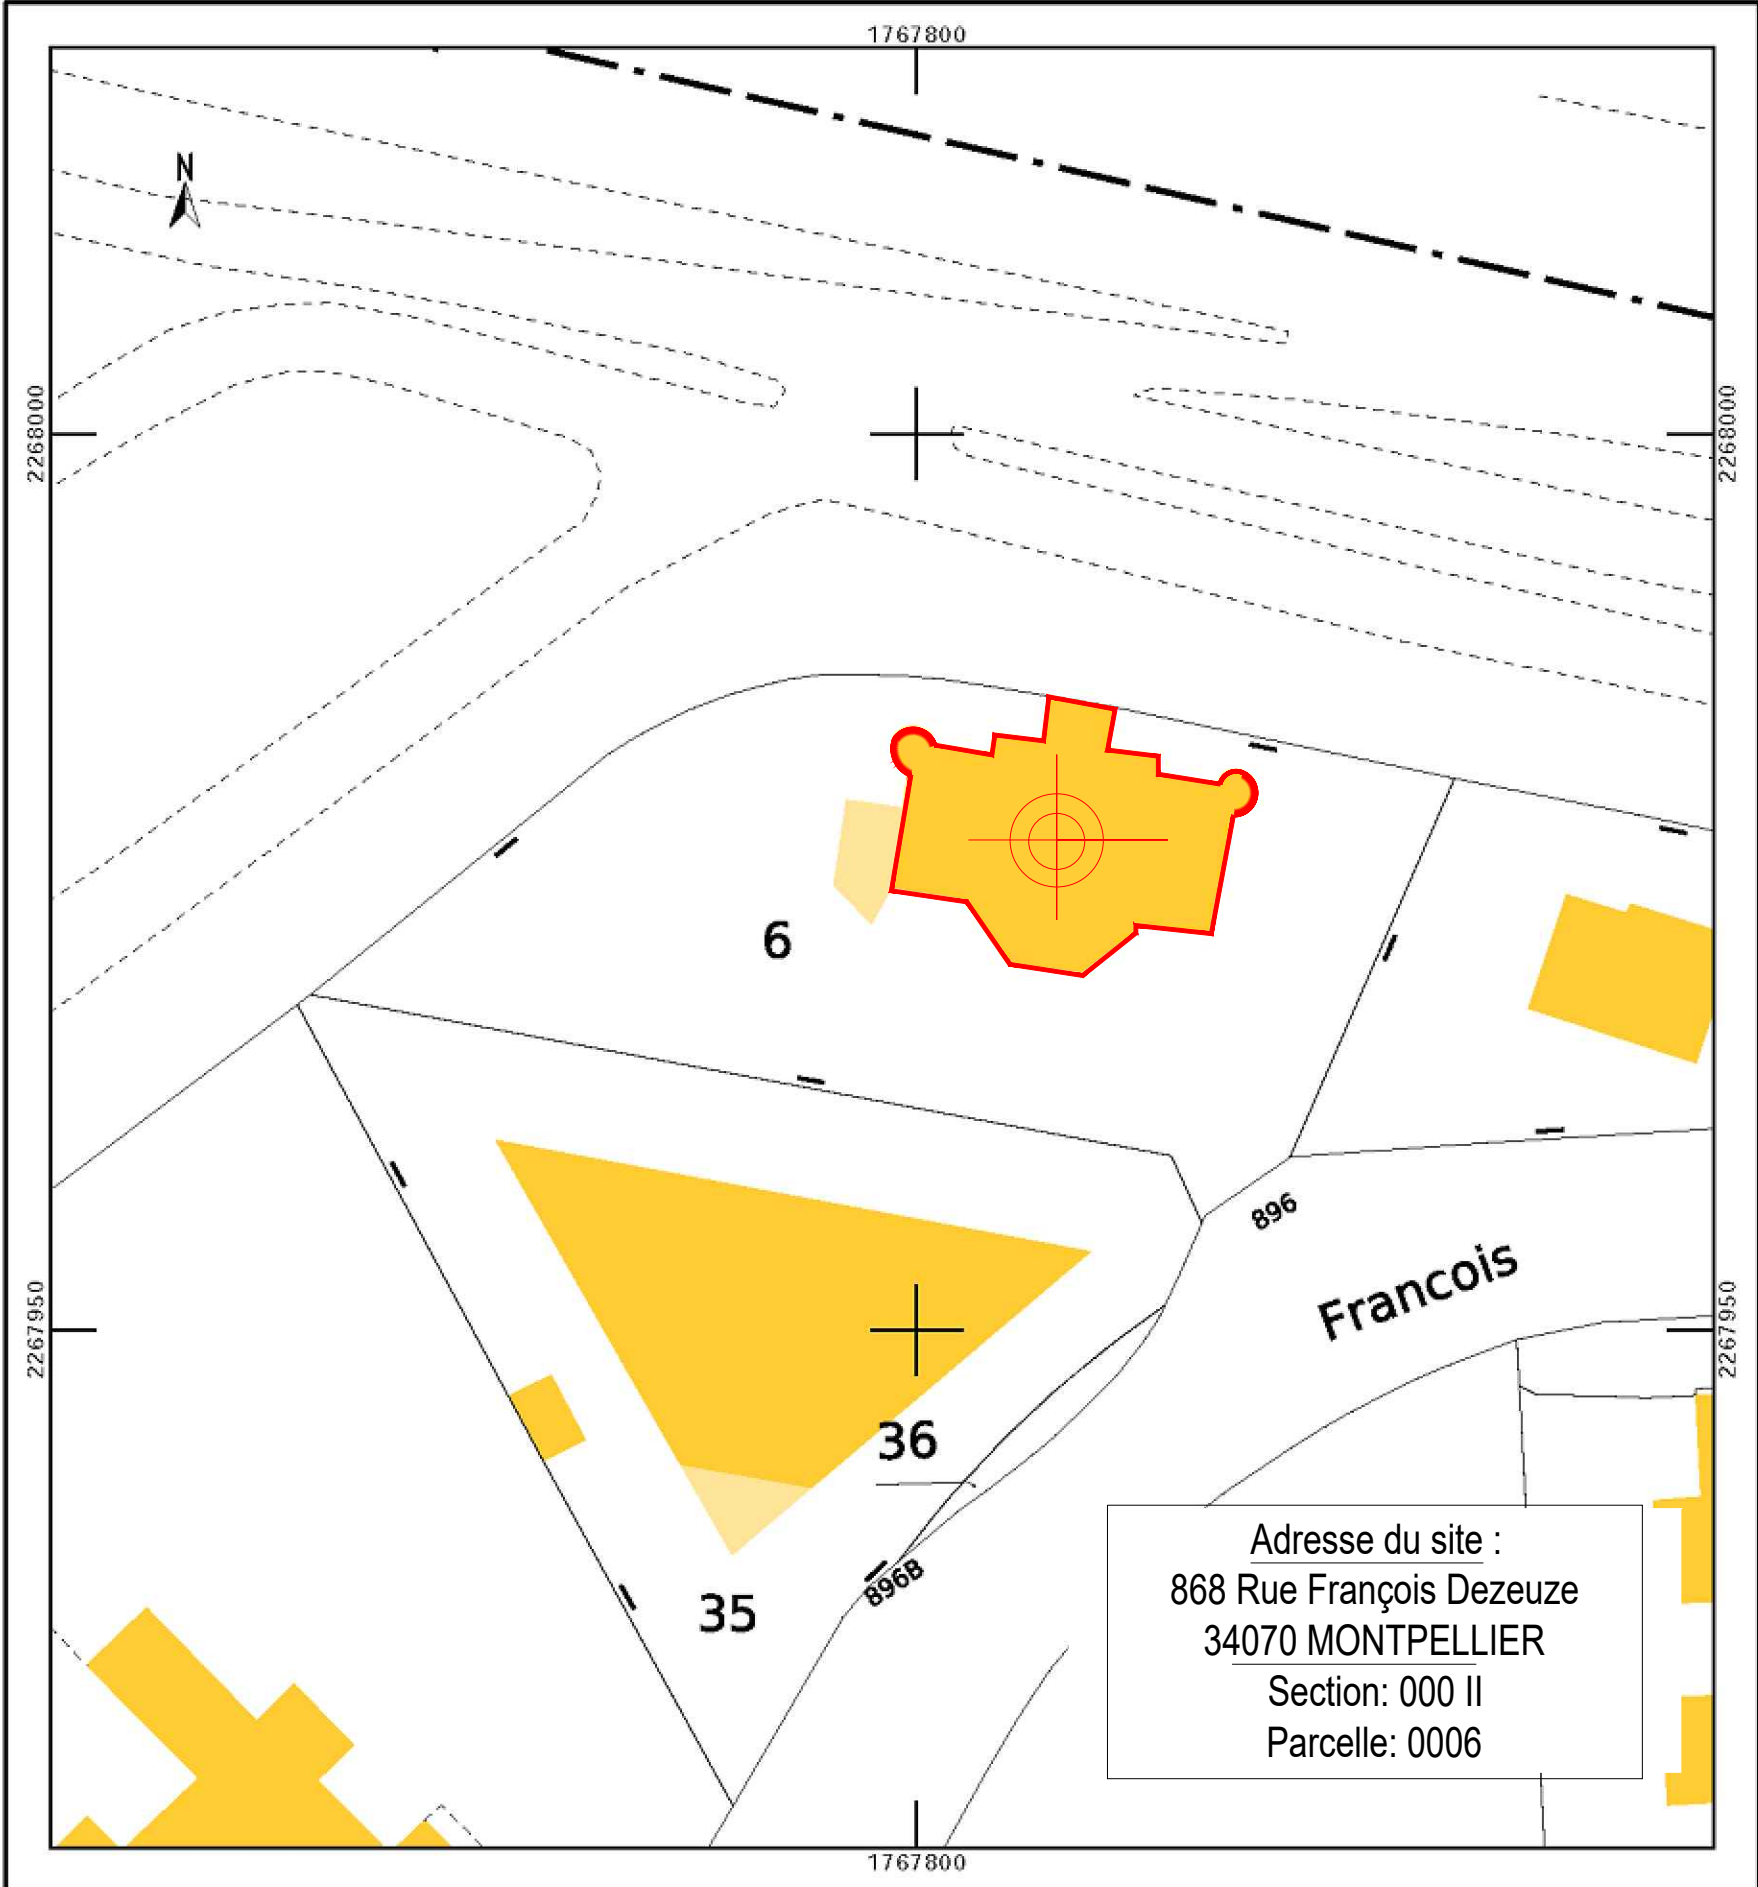 1767800
N
2268000
2268000
6
896
Francois
2267950
2267950
36
896B
35
Adresse du site :
868 Rue François Dezeuze
34070 MONTPELLIER
Section: 000 II
Parcelle: 0006
1767800